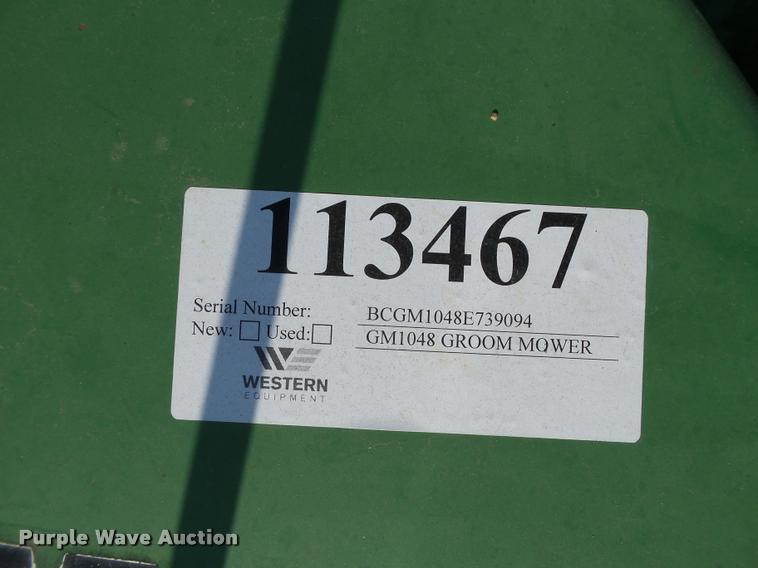 113467
Serial Number: BCGM1048E739094
New: Used: GM1048 GROOM MOWER
WESTERN
EQUIPMENT
Purple Wave Auction